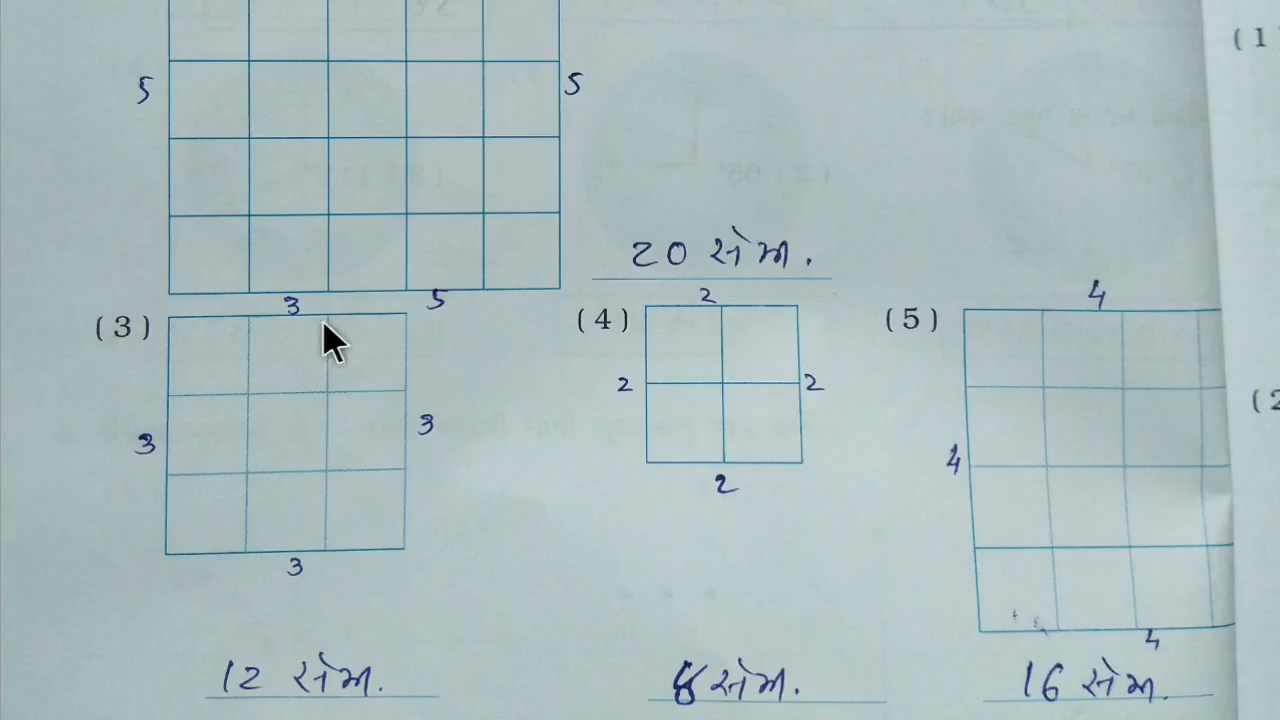 (1)
5 5
20 સેમી.
3 5 2 4
(3) (4) (5)
2 2
3 3 4
2
3
4
12 સેમી. 8 સેમી. 16 સેમી.